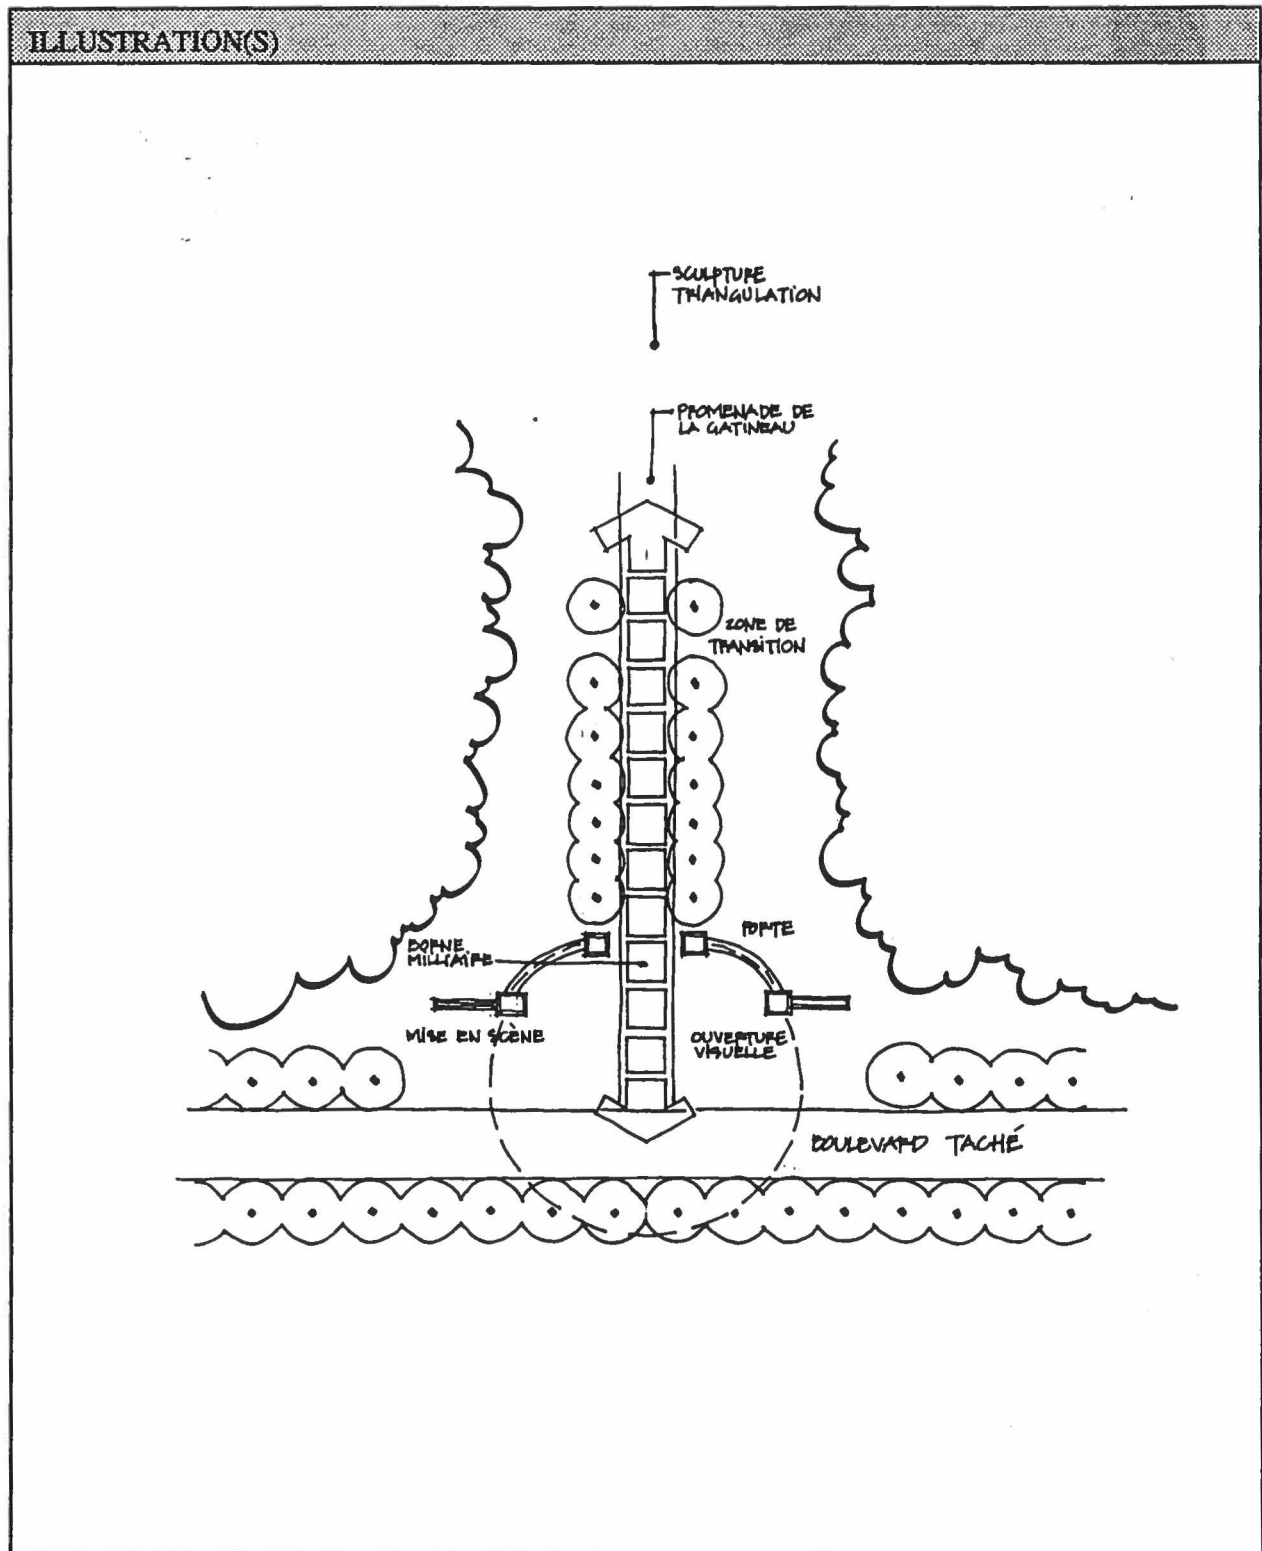 ILLUSTRATION(S)
SCULPTURE
TRIANGULATION
PROMENADE DE
LA GATINEAU
ZONE DE
TRANSITION
PORTE
BORNE
MILLIAIRE
MISE EN SCÈNE
OUVERTURE
VISUELLE
BOULEVARD TACHÉ